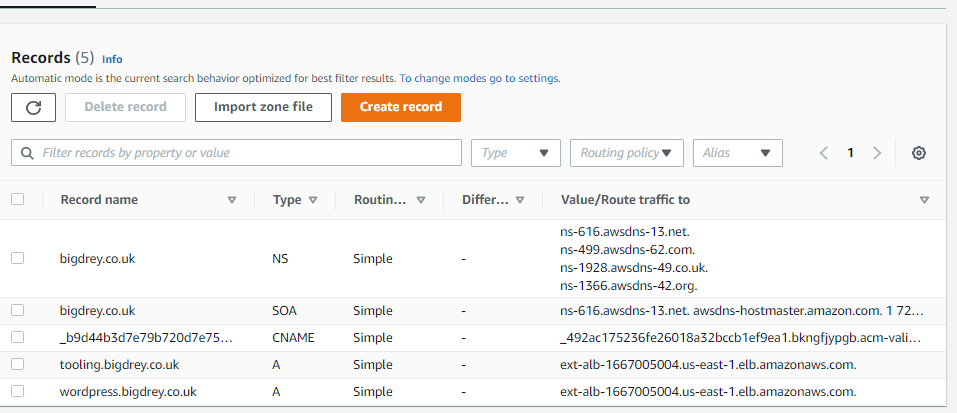 Records (5) Info
Automatic mode is the current search behavior optimized for best filter results. To change modes go to settings.
Delete record Import zone file Create record
Filter records by property or value Type Routing policy Alias 1
Record name Type Routin... Differ... Value/Route traffic to
ns-616.awsdns-13.net.
ns-499.awsdns-62.com.
bigdrey.co.uk NS Simple -
ns-1928.awsdns-49.co.uk.
ns-1366.awsdns-42.org.
bigdrey.co.uk SOA Simple - ns-616.awsdns-13.net. awsdns-hostmaster.amazon.com. 1 72...
_b9d44b3d7e79b720d7e75... CNAME Simple - _492ac175236fe26018a32bccb1ef9ea1.bkngfjypgb.acm-vali...
tooling.bigdrey.co.uk A Simple - ext-alb-1667005004.us-east-1.elb.amazonaws.com.
wordpress.bigdrey.co.uk A Simple - ext-alb-1667005004.us-east-1.elb.amazonaws.com.